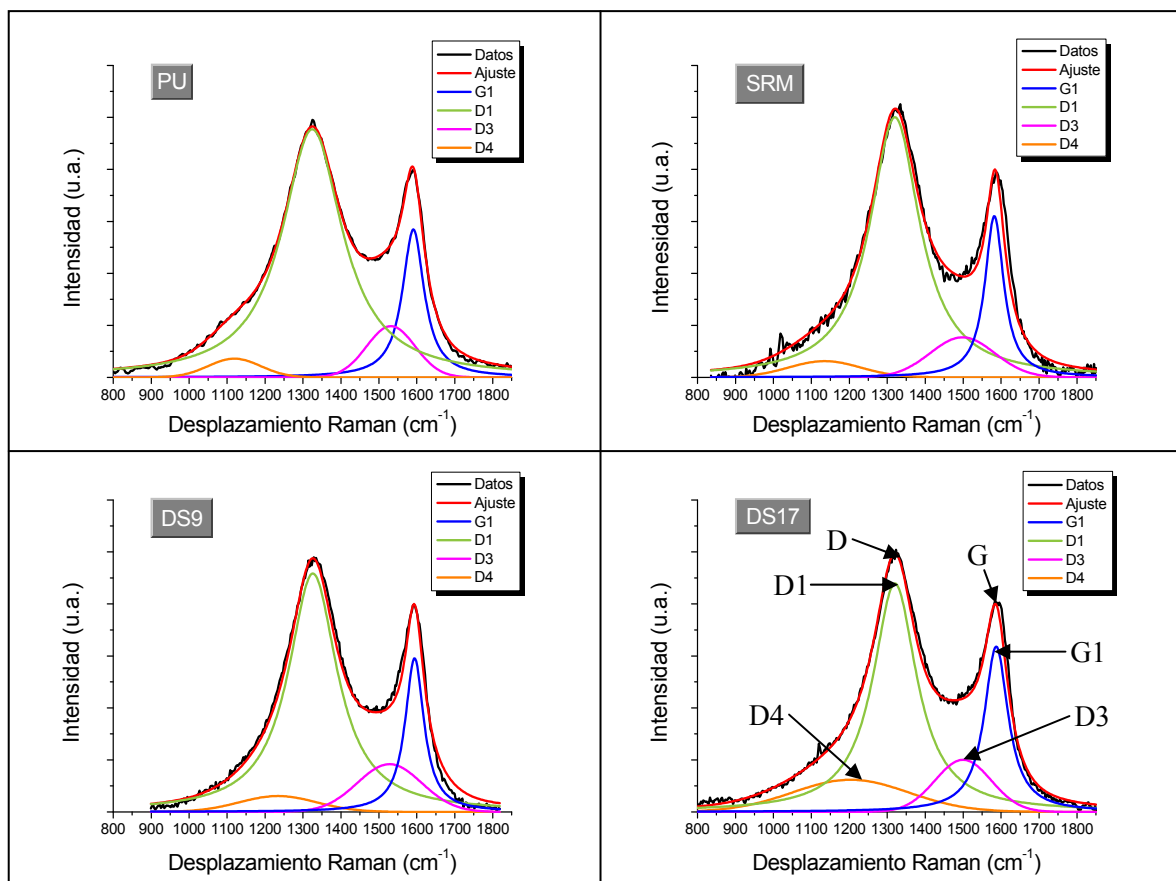 PU
Datos
Ajuste
G1
D1
D3
D4
Intensidad (u.a.)
800 900 1000 1100 1200 1300 1400 1500 1600 1700 1800
Desplazamiento Raman (cm-1)
SRM
Datos
Ajuste
G1
D1
D3
D4
Intenesidad (u.a.)
800 900 1000 1100 1200 1300 1400 1500 1600 1700 1800
Desplazamiento Raman (cm-1)
DS9
Datos
Ajuste
G1
D1
D3
D4
Intensidad (u.a.)
800 900 1000 1100 1200 1300 1400 1500 1600 1700 1800
Desplazamiento Raman (cm-1)
DS17
Datos
Ajuste
G1
D1
D3
D4
D
G
D1
G1
D4
D3
Intensidad (u.a.)
800 900 1000 1100 1200 1300 1400 1500 1600 1700 1800
Desplazamiento Raman (cm-1)